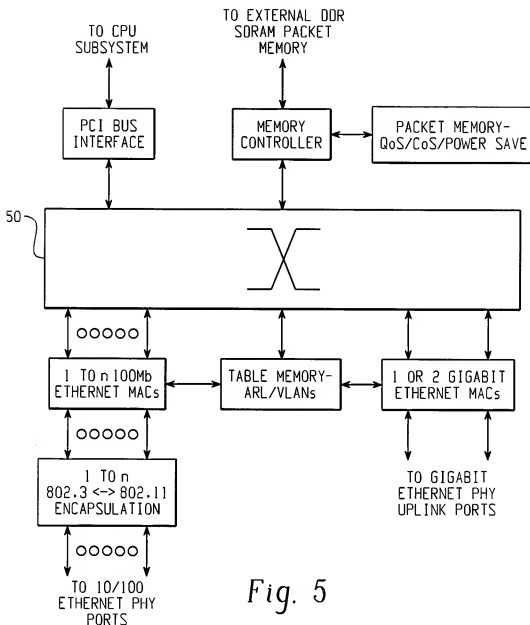 TO CPU
SUBSYSTEM
TO EXTERNAL DDR
SDRAM PACKET
MEMORY
PCI BUS
INTERFACE
MEMORY
CONTROLLER
PACKET MEMORY-
QoS/CoS/POWER SAVE
50
1 TO n 100Mb
ETHERNET MACs
TABLE MEMORY-
ARL/VLANs
1 OR 2 GIGABIT
ETHERNET MACs
1 TO n
802.3 <-> 802.11
ENCAPSULATION
TO GIGABIT
ETHERNET PHY
UPLINK PORTS
TO 10/100
ETHERNET PHY
PORTS
Fig. 5